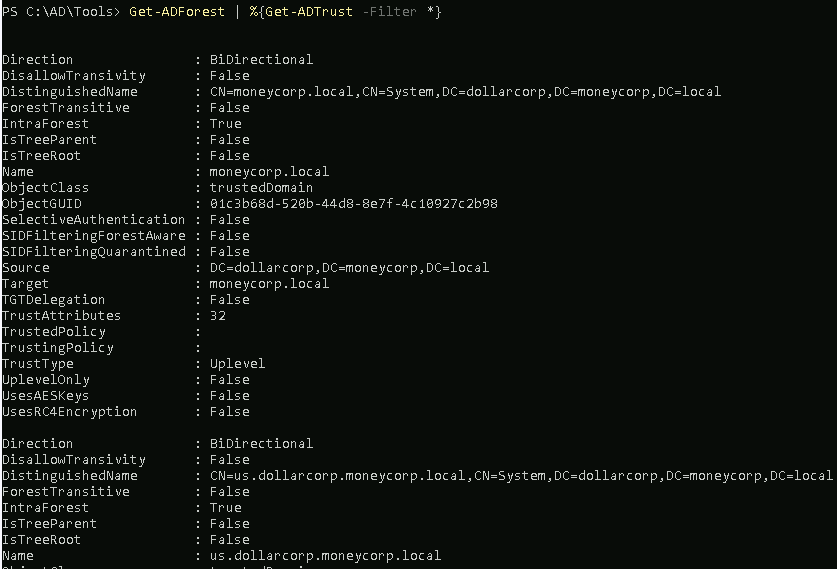 PS C:\AD\Tools> Get-ADForest | %{Get-ADTrust -Filter *}
Direction : BiDirectional
DisallowTransivity : False
DistinguishedName : CN=moneycorp.local,CN=System,DC=dollarcorp,DC=moneycorp,DC=local
ForestTransitive : False
IntraForest : True
IsTreeParent : False
IsTreeRoot : False
Name : moneycorp.local
ObjectClass : trustedDomain
ObjectGUID : 01c3b68d-520b-44d8-8e7f-4c10927c2b98
SelectiveAuthentication : False
SIDFilteringForestAware : False
SIDFilteringQuarantined : False
Source : DC=dollarcorp,DC=moneycorp,DC=local
Target : moneycorp.local
TGTDelegation : False
TrustAttributes : 32
TrustedPolicy :
TrustingPolicy :
TrustType : Uplevel
UplevelOnly : False
UsesAESKeys : False
UsesRC4Encryption : False
Direction : BiDirectional
DisallowTransivity : False
DistinguishedName : CN=us.dollarcorp.moneycorp.local,CN=System,DC=dollarcorp,DC=moneycorp,DC=local
ForestTransitive : False
IntraForest : True
IsTreeParent : False
IsTreeRoot : False
Name : us.dollarcorp.moneycorp.local